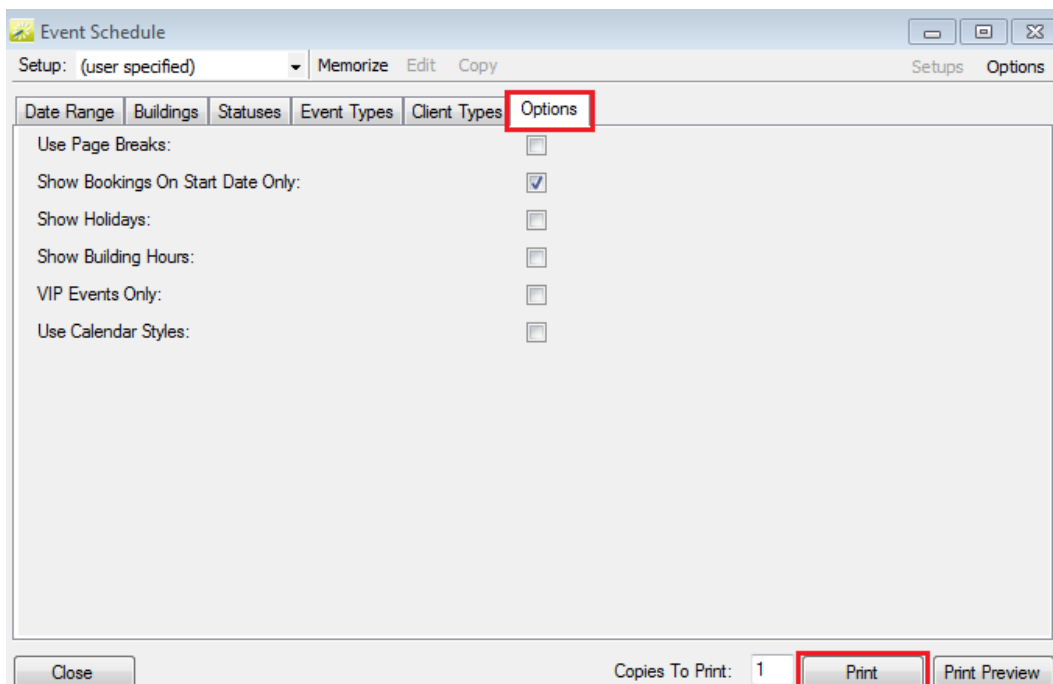 Event Schedule
Setup: (user specified) Memorize Edit Copy Setups Options
Date Range Buildings Statuses Event Types Client Types Options
Use Page Breaks:
Show Bookings On Start Date Only:
Show Holidays:
Show Building Hours:
VIP Events Only:
Use Calendar Styles:
Close Copies To Print: 1 Print Print Preview